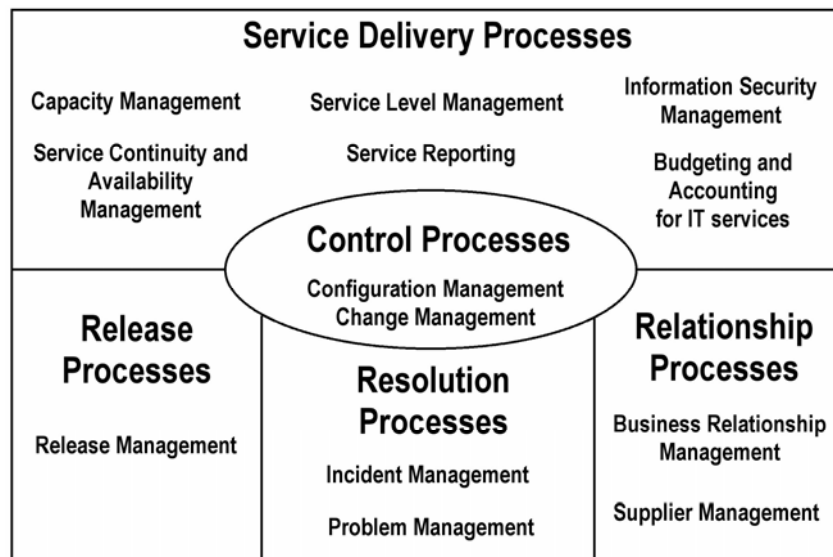 Service Delivery Processes
Capacity Management
Service Continuity and
Availability
Management
Service Level Management
Service Reporting
Information Security
Management
Budgeting and
Accounting
for IT services
Control Processes
Configuration Management
Change Management
Release
Processes
Release Management
Resolution
Processes
Incident Management
Problem Management
Relationship
Processes
Business Relationship
Management
Supplier Management